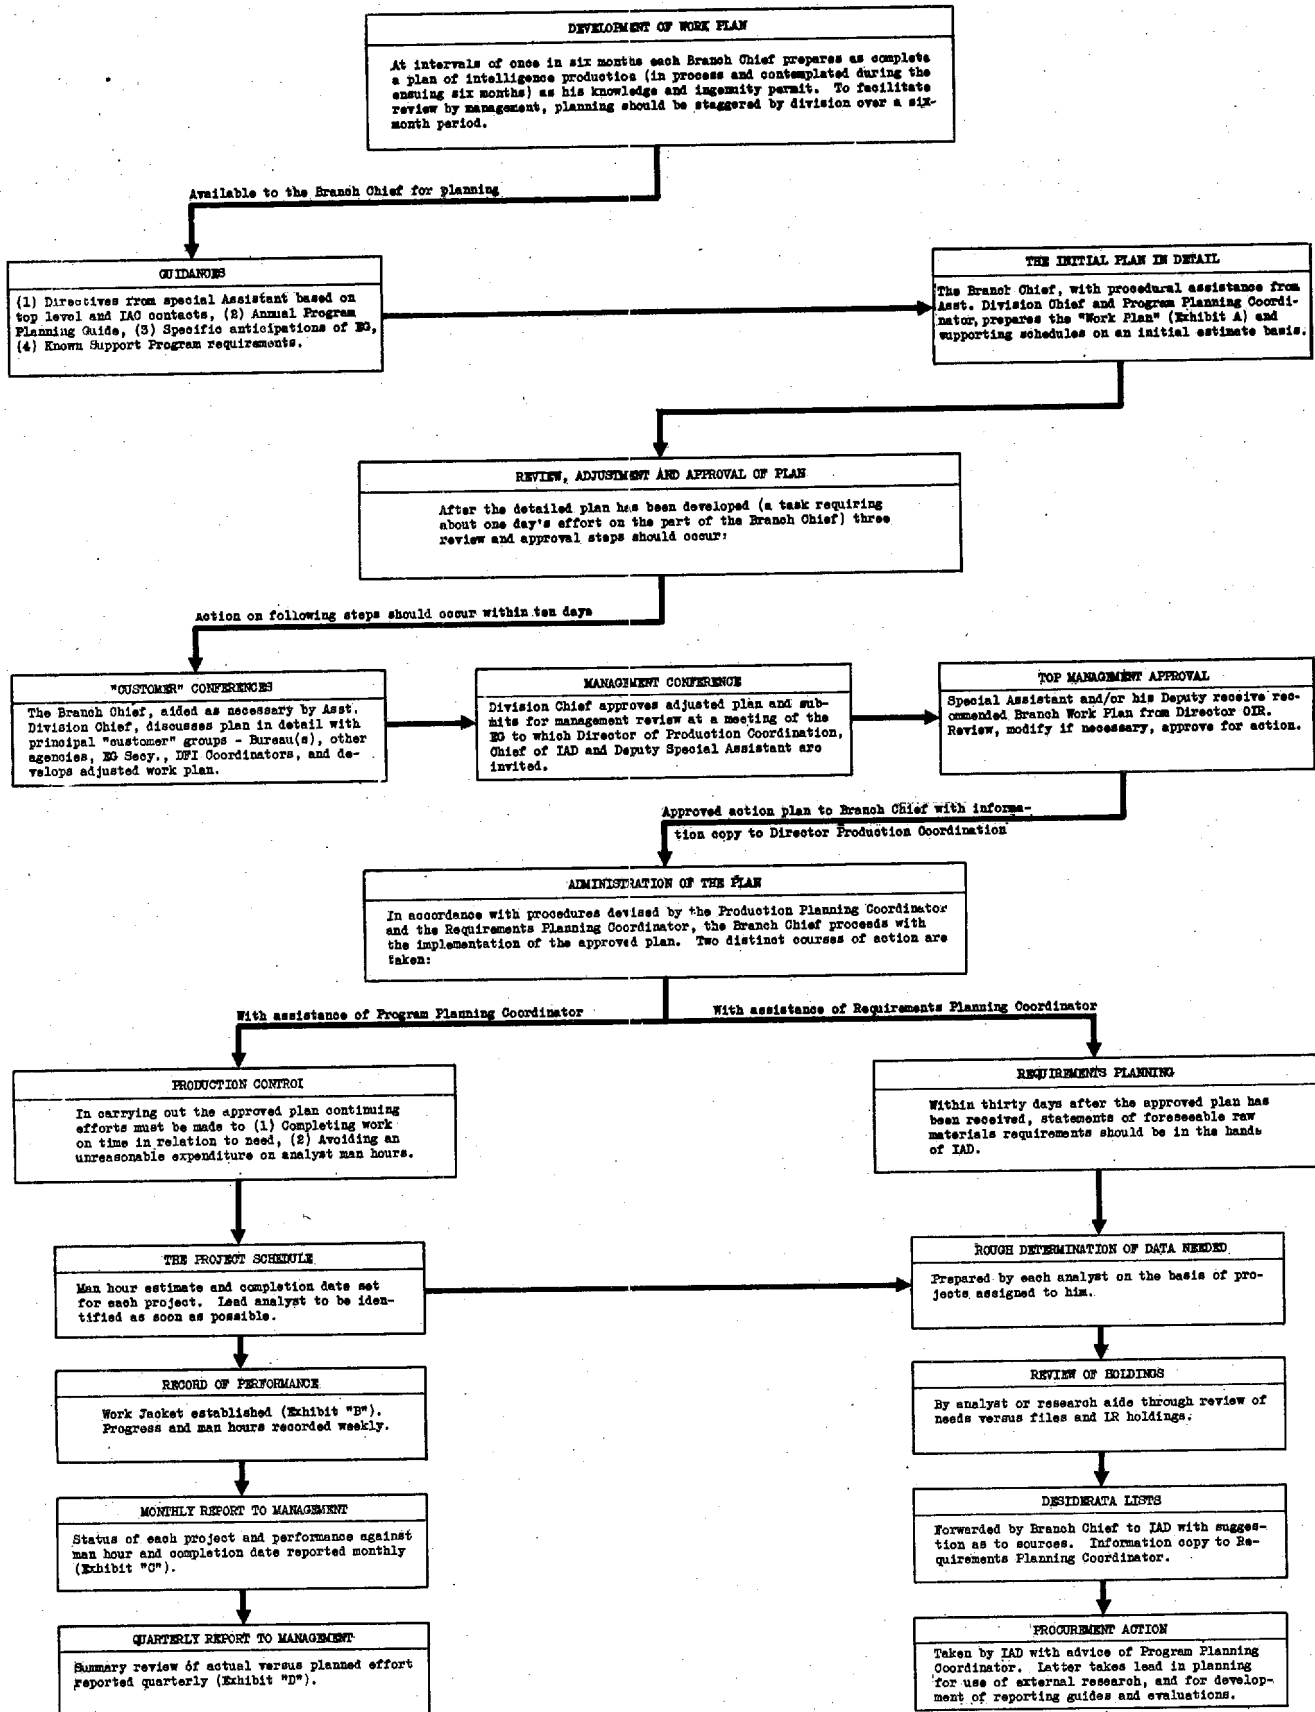 DEVELOPMENT OF WORK PLAN
At intervals of once in six months each Branch Chief prepares as complete
a plan of intelligence production (in process and contemplated during the
ensuing six months) as his knowledge and ingenuity permit. To facilitate
review by management, planning should be staggered by division over a six-
month period.
Available to the Branch Chief for planning
GUIDANCES
(1) Directives from special Assistant based on
top level and IAC contacts, (2) Annual Program
Planning Guide, (3) Specific anticipations of EG,
(4) Known Support Program requirements.
THE INITIAL PLAN IN DETAIL
The Branch Chief, with procedural assistance from
Asst. Division Chief and Program Planning Coordi-
nator, prepares the "Work Plan" (Exhibit A) and
supporting schedules on an initial estimate basis.
REVIEW, ADJUSTMENT AND APPROVAL OF PLAN
After the detailed plan has been developed (a task requiring
about one day's effort on the part of the Branch Chief) three
review and approval steps should occur:
Action on following steps should occur within ten days
"CUSTOMER" CONFERENCES
The Branch Chief, aided as necessary by Asst.
Division Chief, discusses plan in detail with
principal "customer" groups - Bureau(s), other
agencies, EG Secy., DFI Coordinators, and de-
velops adjusted work plan.
MANAGEMENT CONFERENCE
Division Chief approves adjusted plan and sub-
mits for management review at a meeting of the
EG to which Director of Production Coordination,
Chief of IAD and Deputy Special Assistant are
invited.
TOP MANAGEMENT APPROVAL
Special Assistant and/or his Deputy receive rec-
ommended Branch Work Plan from Director OIR.
Review, modify if necessary, approve for action.
Approved action plan to Branch Chief with informa-
tion copy to Director Production Coordination
ADMINISTRATION OF THE PLAN
In accordance with procedures devised by the Production Planning Coordinator
and the Requirements Planning Coordinator, the Branch Chief proceeds with
the implementation of the approved plan. Two distinct courses of action are
taken:
With assistance of Program Planning Coordinator
With assistance of Requirements Planning Coordinator
PRODUCTION CONTROL
In carrying out the approved plan continuing
efforts must be made to (1) Completing work
on time in relation to need, (2) Avoiding an
unreasonable expenditure on analyst man hours.
REQUIREMENTS PLANNING
Within thirty days after the approved plan has
been received, statements of foreseeable raw
materials requirements should be in the hands
of IAD.
THE PROJECT SCHEDULE
Man hour estimate and completion date set
for each project. Lead analyst to be iden-
tified as soon as possible.
ROUGH DETERMINATION OF DATA NEEDED
Prepared by each analyst on the basis of pro-
jects assigned to him.
RECORD OF PERFORMANCE
Work Jacket established (Exhibit "B").
Progress and man hours recorded weekly.
REVIEW OF HOLDINGS
By analyst or research aide through review of
needs versus files and LR holdings.
MONTHLY REPORT TO MANAGEMENT
Status of each project and performance against
man hour and completion date reported monthly
(Exhibit "C").
DESIDERATA LISTS
Forwarded by Branch Chief to IAD with sugges-
tion as to sources. Information copy to Re-
quirements Planning Coordinator.
QUARTERLY REPORT TO MANAGEMENT
Summary review of actual versus planned effort
reported quarterly (Exhibit "D").
PROCUREMENT ACTION
Taken by IAD with advice of Program Planning
Coordinator. Latter takes lead in planning
for use of external research, and for develop-
ment of reporting guides and evaluations.